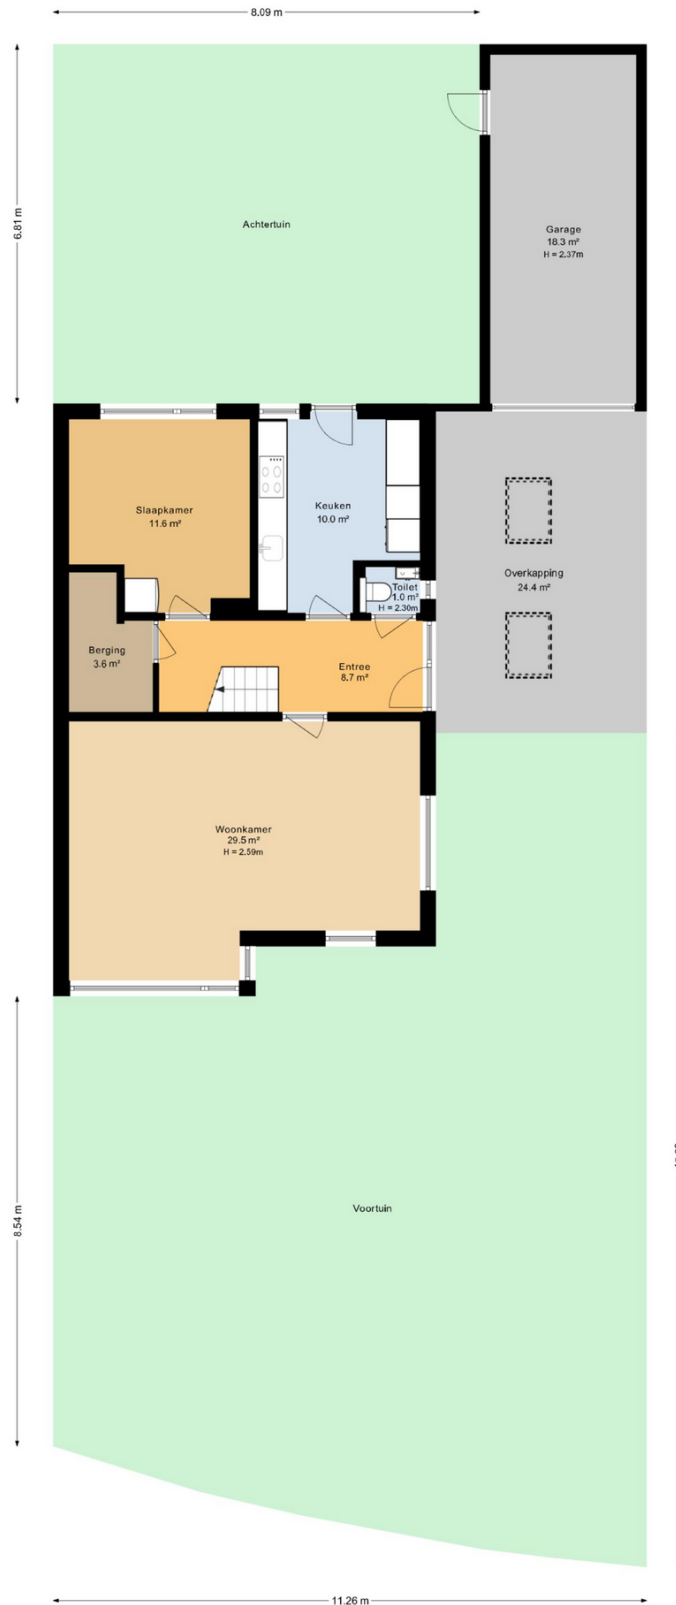 8.09 m
6.81 m
Achtertuin
Garage
18.3 m²
H = 2.37m
Slaapkamer
11.6 m²
Keuken
10.0 m²
Toilet
1.0 m²
H = 2.30m
Overkapping
24.4 m²
Berging
3.6 m²
Entree
8.7 m²
Woonkamer
29.5 m²
H = 2.59m
8.54 m
Voortuin
11.26 m